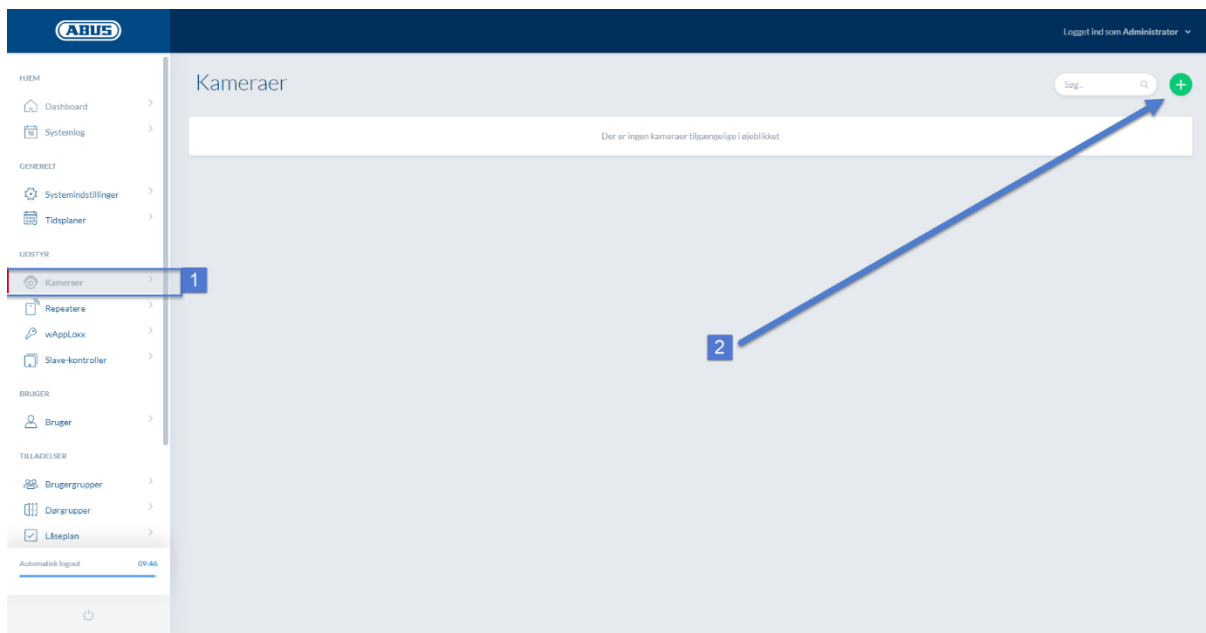 ABUS
Logget ind som Administrator
HJEM
Dashboard
Systemlog
GENERELT
Systemindstillinger
Tidsplaner
UDSTYR
Kameraer
1
Repeatere
wAppLoxx
Slave-kontroller
BRUGER
Bruger
TILLADELSER
Brugergrupper
Dørgrupper
Låseplan
Automatisk logout 09:46
Kameraer
Søg..
Der er ingen kameraer tilgængelige i øjeblikket
2